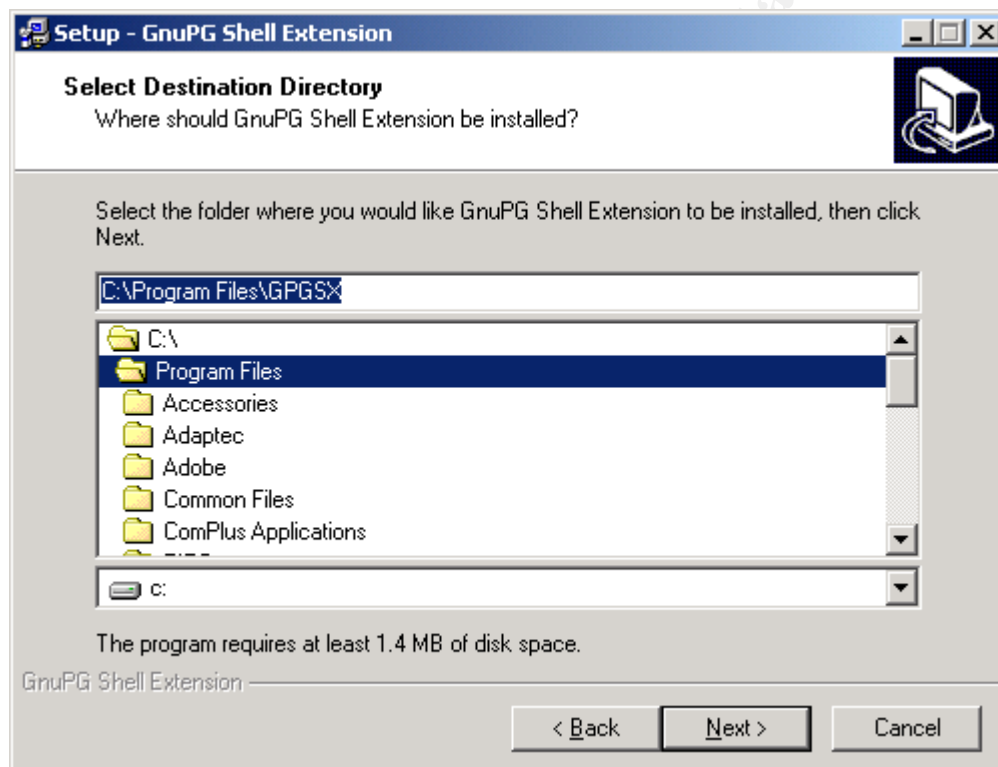 Setup - GnuPG Shell Extension
Select Destination Directory
Where should GnuPG Shell Extension be installed?
Select the folder where you would like GnuPG Shell Extension to be installed, then click
Next.
C:\Program Files\GPGSX
C:\
Program Files
Accessories
Adaptec
Adobe
Common Files
ComPlus Applications
c:
The program requires at least 1.4 MB of disk space.
GnuPG Shell Extension
< Back
Next >
Cancel